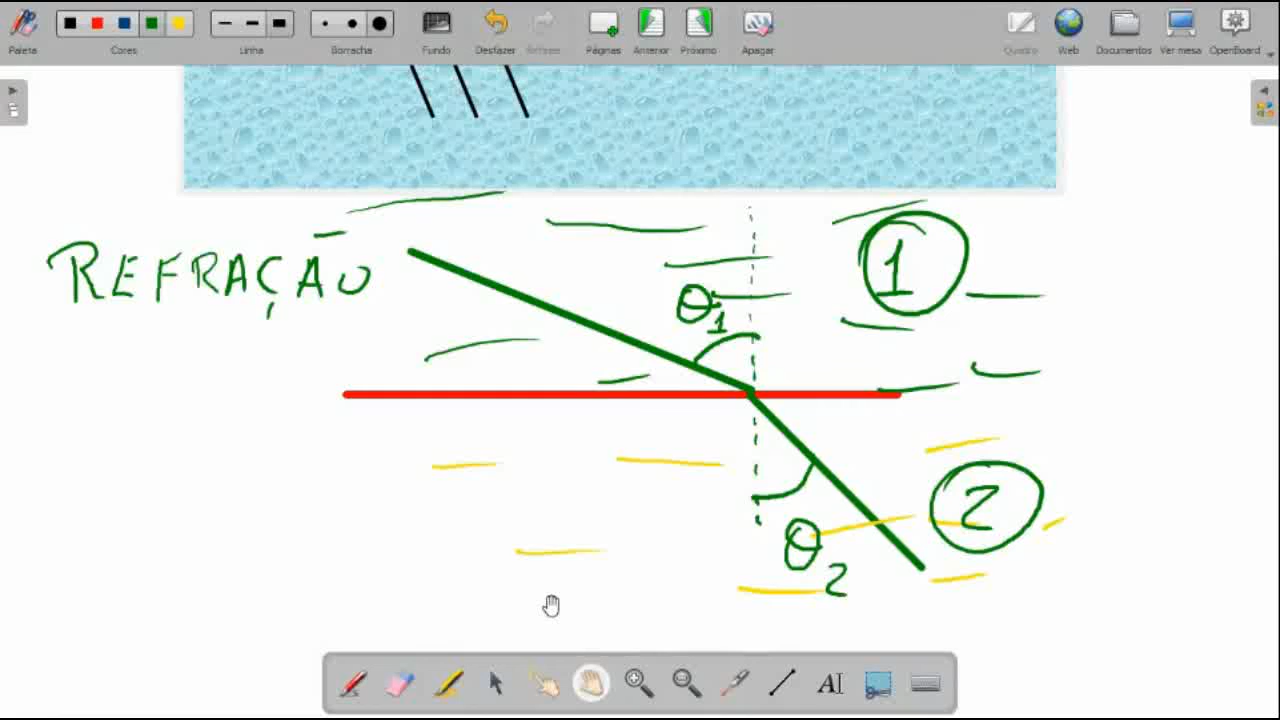 Paleta Cores Linha Borracha Fundo Desfazer Refazer Páginas Anterior Próximo Apagar Quadro Web Documentos Ver mesa OpenBoard
REFRAÇÃO
θ1
1
2
θ2
AI